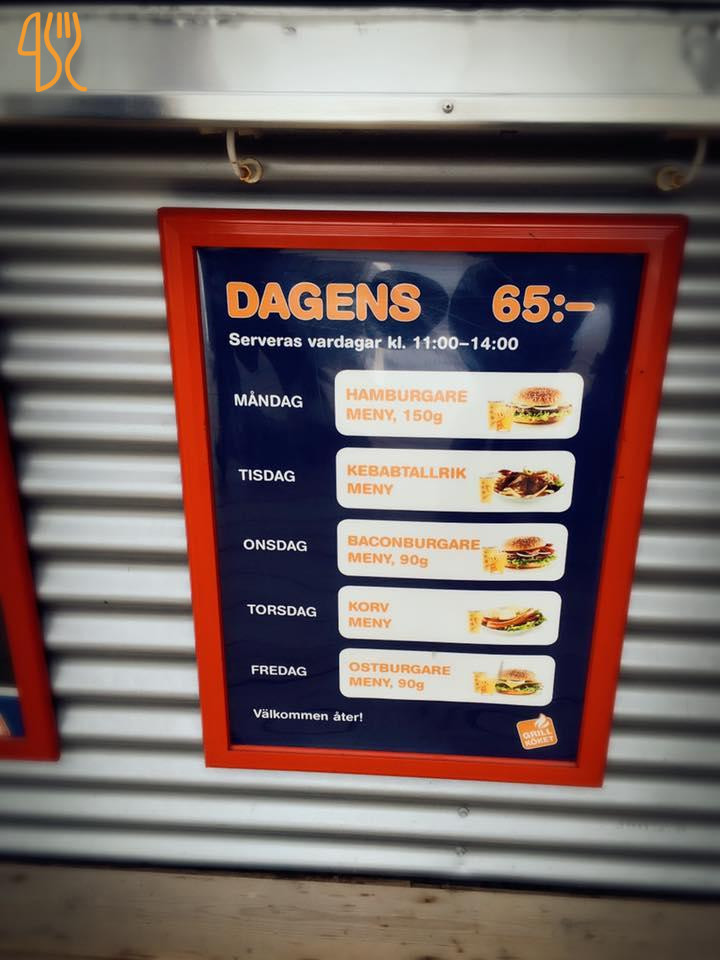 DAGENS 65:-
Serveras vardagar kl. 11:00-14:00
MÅNDAG
HAMBURGARE
MENY, 150g
TISDAG
KEBABTALLRIK
MENY
ONSDAG
BACONBURGARE
MENY, 90g
TORSDAG
KORV
MENY
FREDAG
OSTBURGARE
MENY, 90g
Välkommen åter!
GRILL
KÖKET